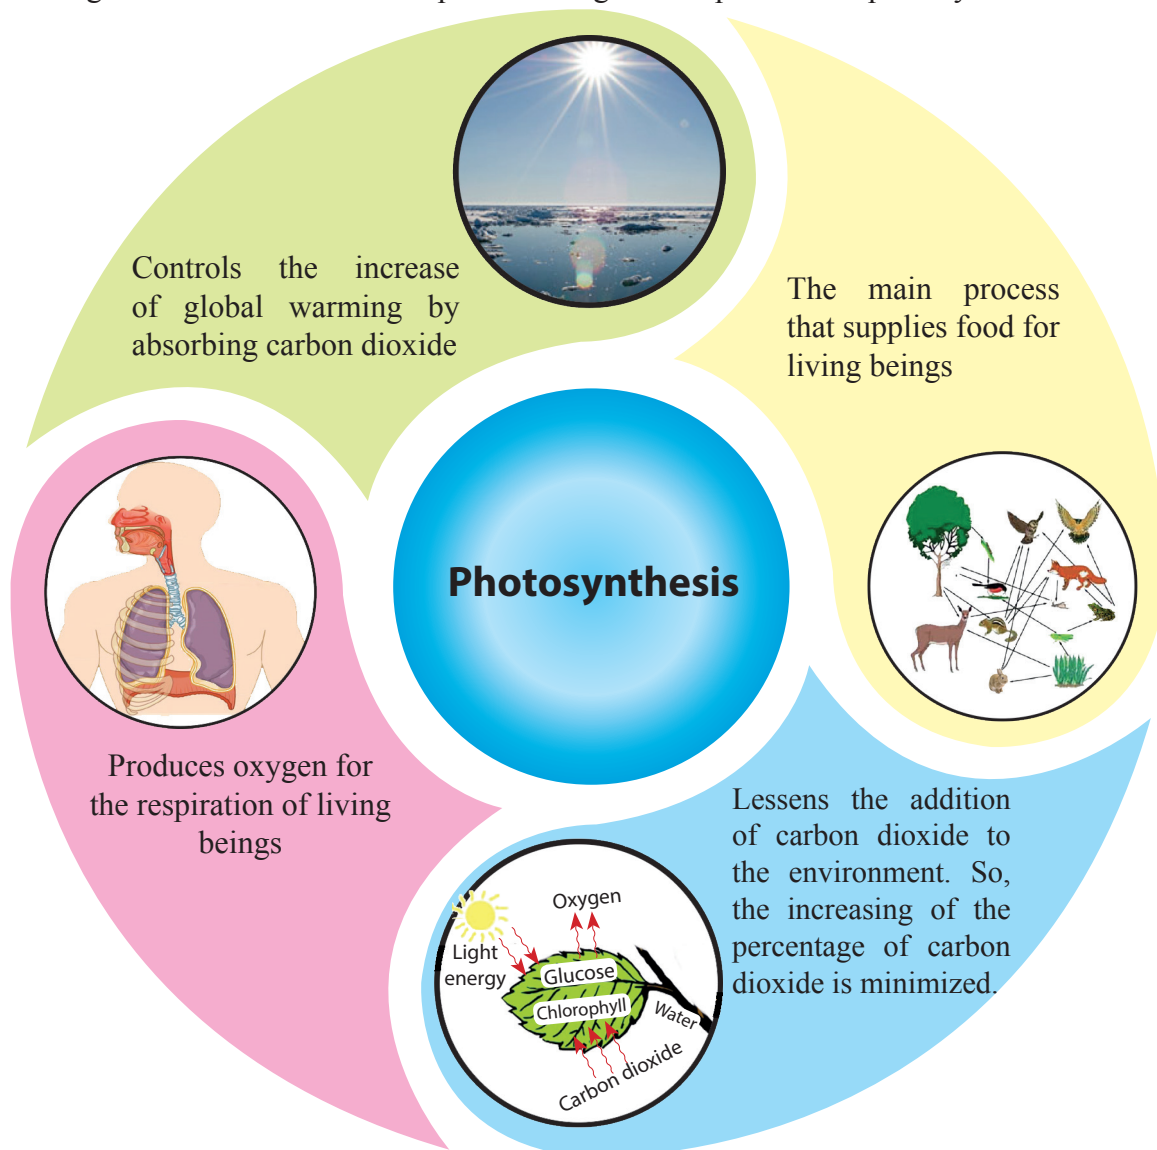 Controls the increase
of global warming by
absorbing carbon dioxide
The main process
that supplies food for
living beings
Photosynthesis
Produces oxygen for
the respiration of living
beings
Lessens the addition
of carbon dioxide to
the environment. So,
the increasing of the
percentage of carbon
dioxide is minimized.
Oxygen
Light
energy
Glucose
Chlorophyll
Water
Carbon dioxide